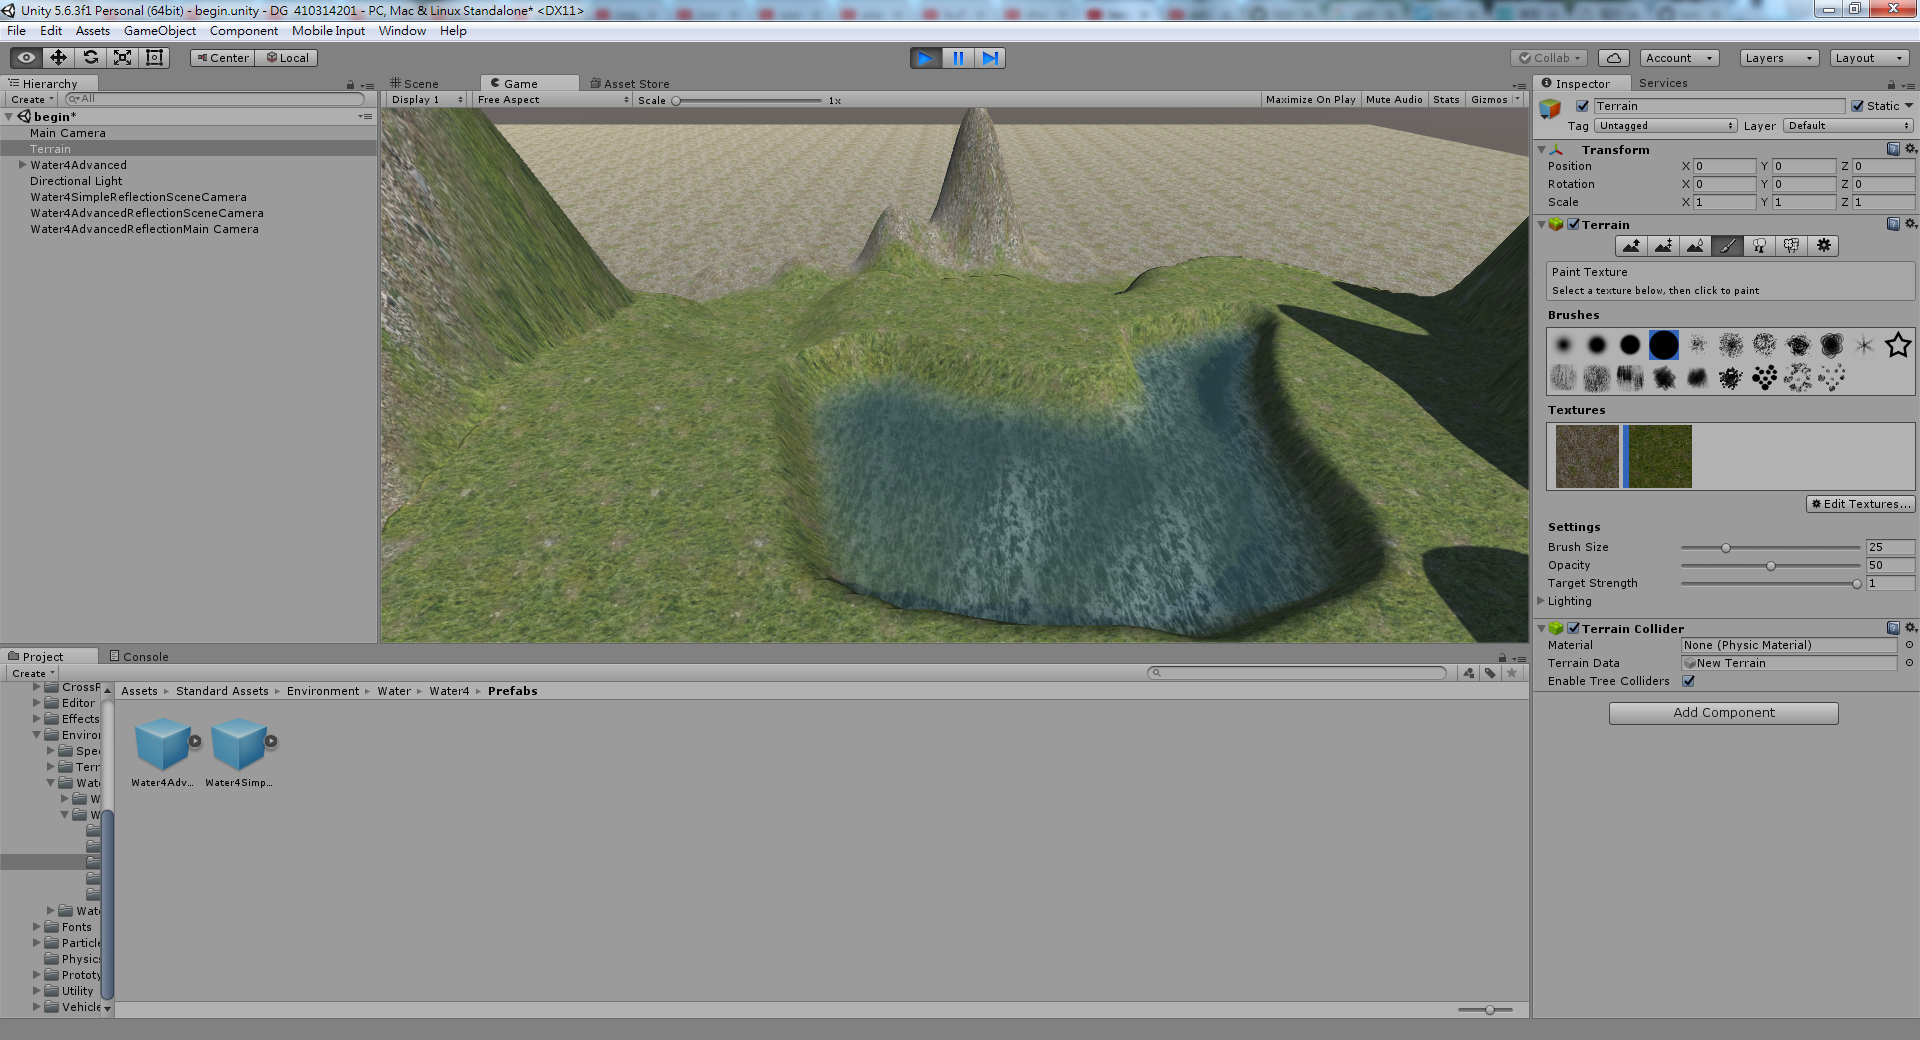 Unity 5.6.3f1 Personal (64bit) - begin.unity - DG_410314201 - PC, Mac & Linux Standalone* <DX11>
File Edit Assets GameObject Component Mobile Input Window Help
Center Local
Collab Account Layers Layout
Hierarchy
Create All
begin*
Main Camera
Terrain
Water4Advanced
Directional Light
Water4SimpleReflectionSceneCamera
Water4AdvancedReflectionSceneCamera
Water4AdvancedReflectionMain Camera
Scene Game Asset Store
Display 1 Free Aspect Scale 1x Maximize On Play Mute Audio Stats Gizmos
Inspector Services
Terrain Static
Tag Untagged Layer Default
Transform
Position X 0 Y 0 Z 0
Rotation X 0 Y 0 Z 0
Scale X 1 Y 1 Z 1
Terrain
Paint Texture
Select a texture below, then click to paint
Brushes
Textures
Edit Textures...
Settings
Brush Size 25
Opacity 50
Target Strength 1
Lighting
Terrain Collider
Material None (Physic Material)
Terrain Data New Terrain
Enable Tree Colliders
Add Component
Project Console
Create
CrossP
Editor
Effects
Enviror
Spee
Terr
Wate
W
W
Wate
Fonts
Particle
Physics
Prototy
Utility
Vehicle
Assets Standard Assets Environment Water Water4 Prefabs
Water4Adv... Water4Simp...